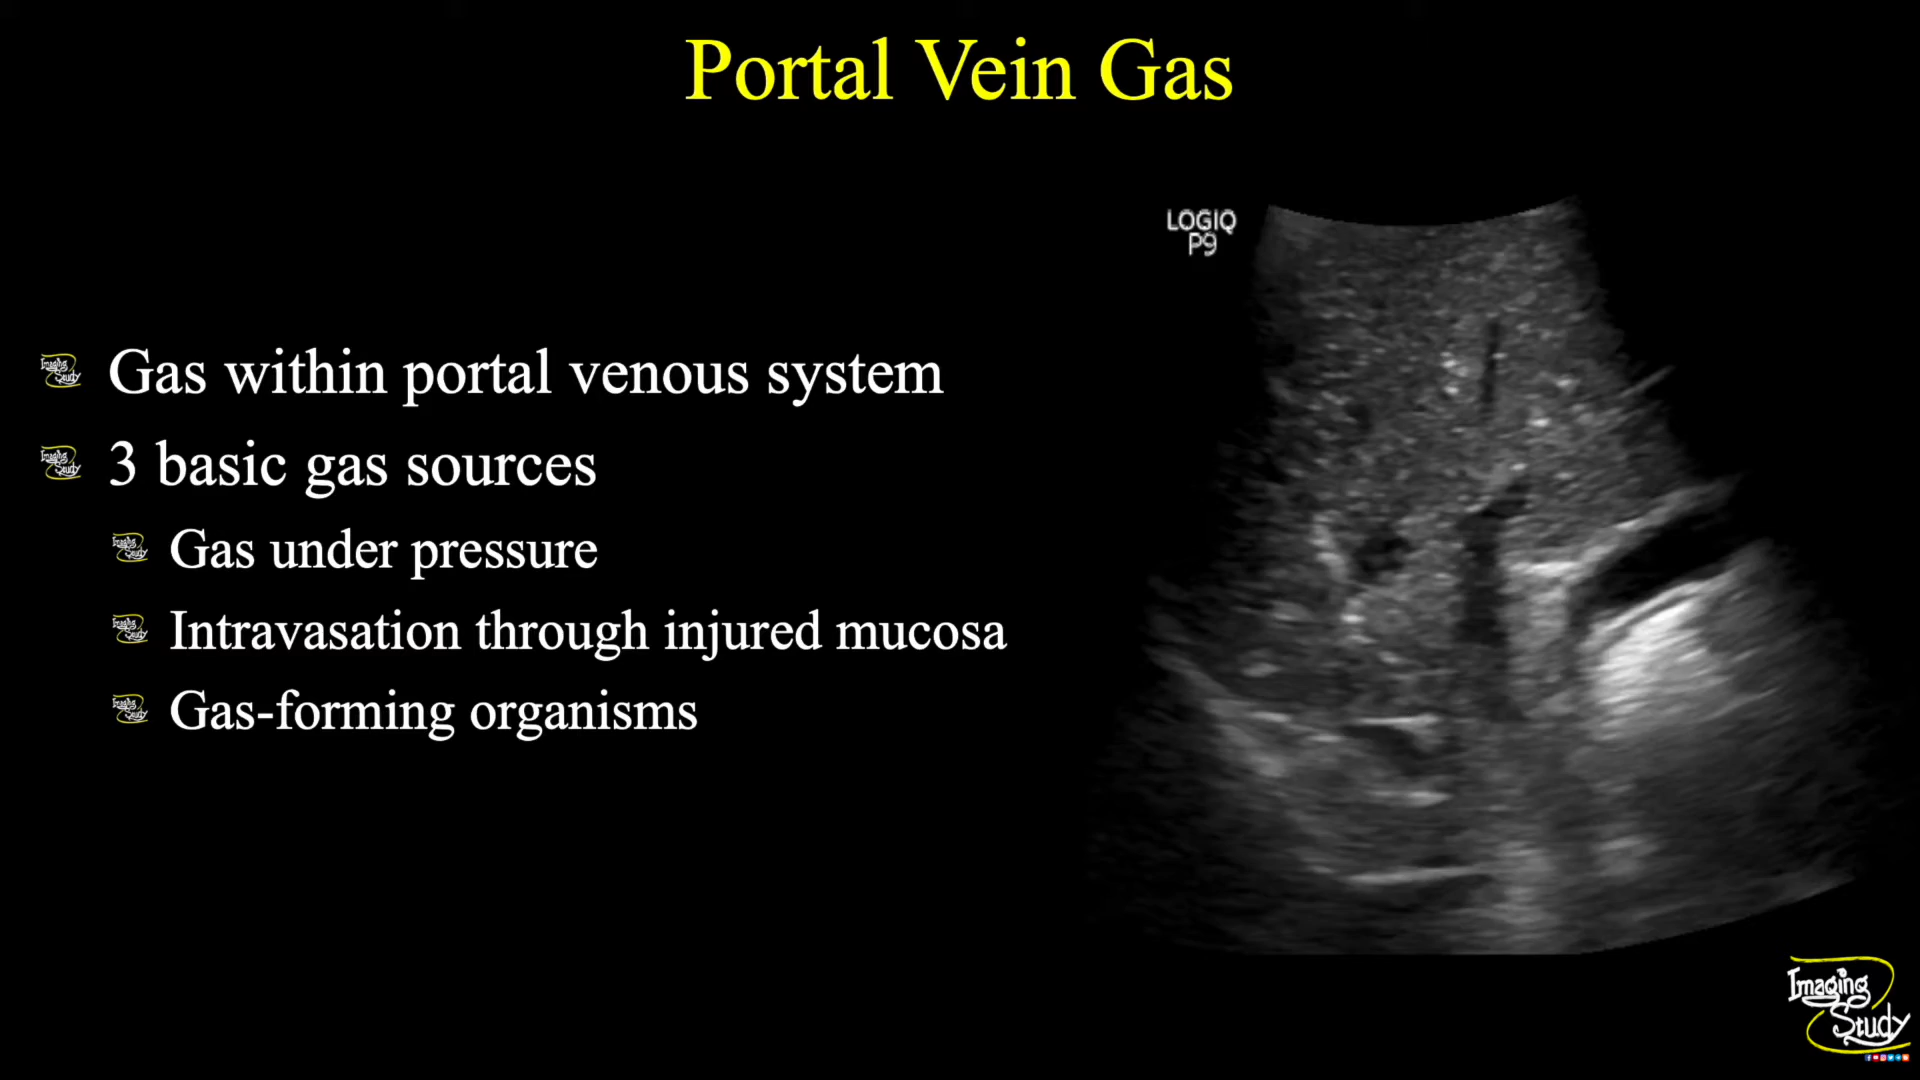 Portal Vein Gas
LOGIQ
P9
Gas within portal venous system
3 basic gas sources
Gas under pressure
Intravasation through injured mucosa
Gas-forming organisms
Imaging
Study